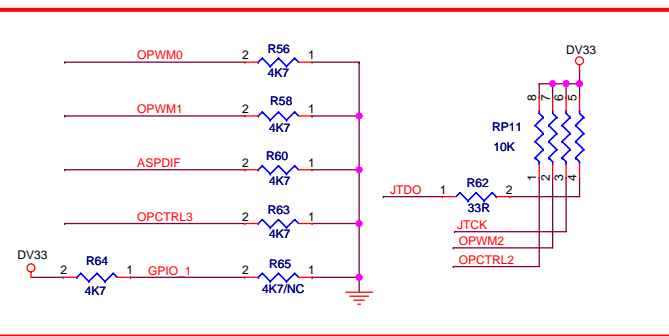 OPWM0 2 R56 1
4K7
OPWM1 2 R58 1
4K7
ASPDIF 2 R60 1
4K7
OPCTRL3 2 R63 1
4K7
DV33 2 R64 1 GPIO_1 2 R65 1
4K7 4K7/NC
DV33
8 7 6 5
RP11
10K
1 2 3 4
JTDO 1 R62 2
33R
JTCK
OPWM2
OPCTRL2